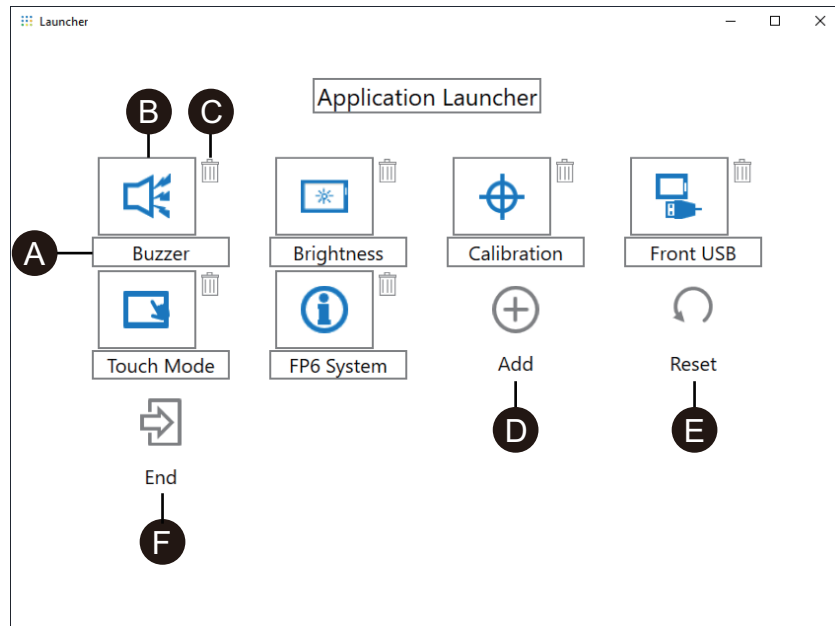 Launcher
Application Launcher
B C
A
Buzzer Brightness Calibration Front USB
Touch Mode FP6 System Add Reset
D E
End
F